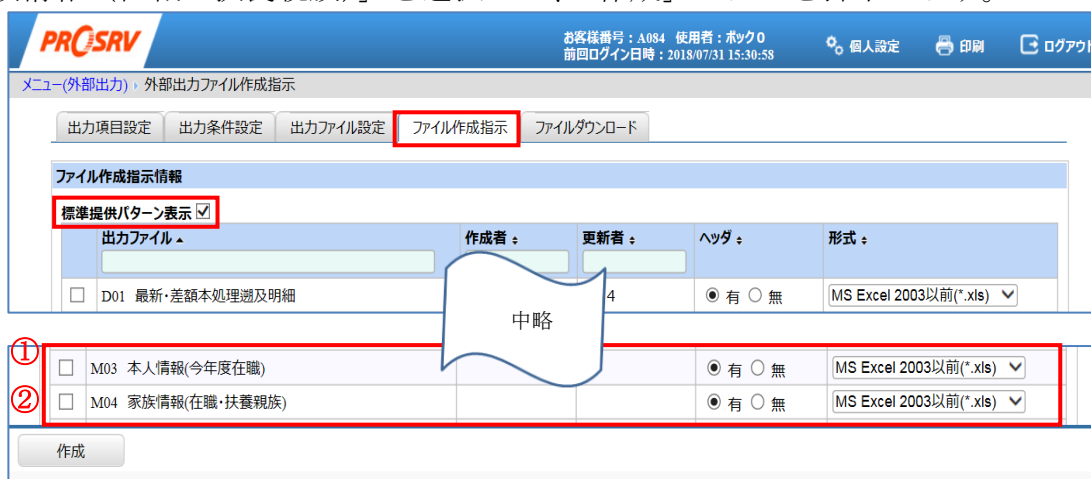 PROSRV
お客様番号：A084 使用者：ボック0
前回ログイン日時：2018/07/31 15:30:58
個人設定 印刷 ログアウト
メニュー(外部出力) › 外部出力ファイル作成指示
出力項目設定 出力条件設定 出力ファイル設定 ファイル作成指示 ファイルダウンロード
ファイル作成指示情報
標準提供パターン表示
出力ファイル 作成者 更新者 ヘッダ 形式
D01 最新・差額本処理遡及明細 4 有 無 MS Excel 2003以前(*.xls)
中略
① M03 本人情報(今年度在職) 有 無 MS Excel 2003以前(*.xls)
② M04 家族情報(在職・扶養親族) 有 無 MS Excel 2003以前(*.xls)
作成